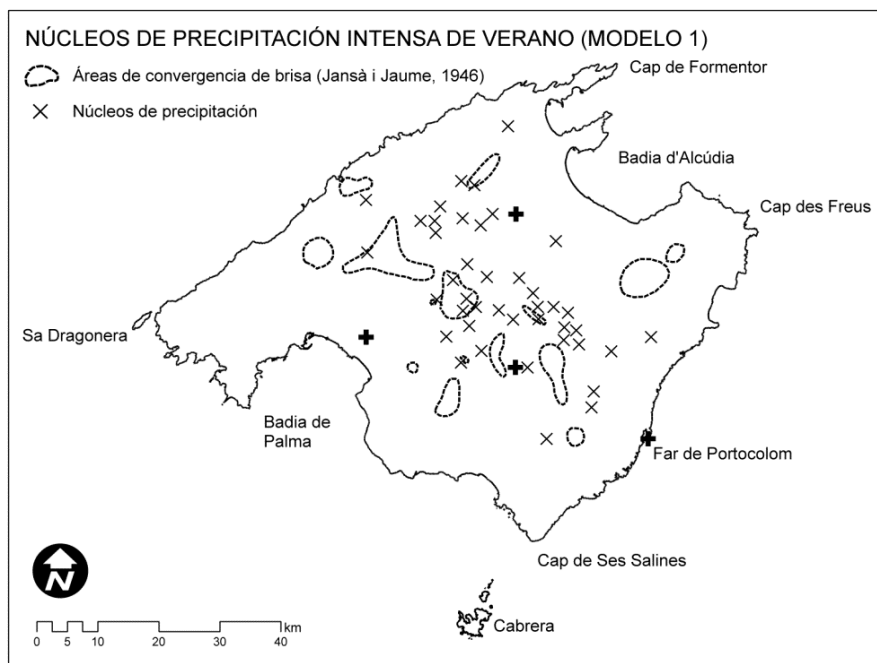 NÚCLEOS DE PRECIPITACIÓN INTENSA DE VERANO (MODELO 1)
Áreas de convergencia de brisa (Jansà i Jaume, 1946)
Núcleos de precipitación
Cap de Formentor
Badia d'Alcúdia
Cap des Freus
Sa Dragonera
Badia de
Palma
Far de Portocolom
Cap de Ses Salines
Cabrera
N
km
0 5 10 20 30 40